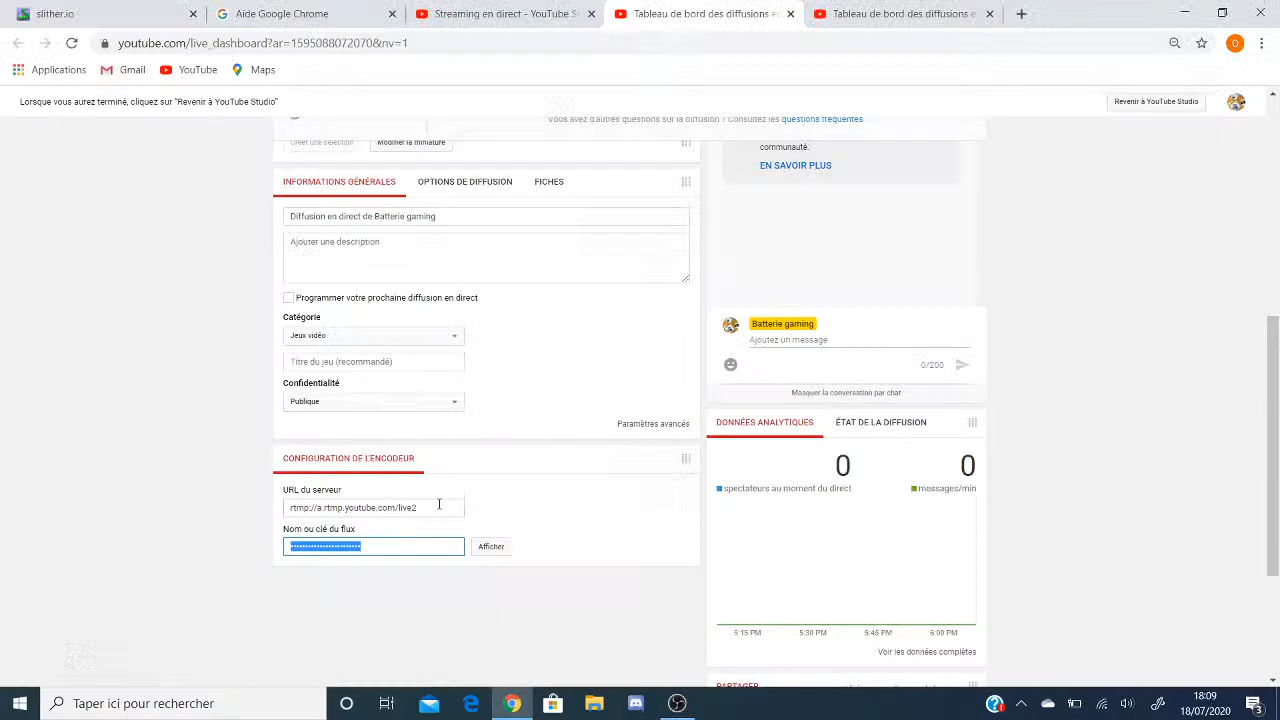 slither.io
Aide Google Chrome
Streaming en direct - YouTube St
Tableau de bord des diffusions en
Tableau de bord des diffusions e
youtube.com/live_dashboard?ar=1595088072070&nv=1
O
Applications
Gmail
YouTube
Maps
Lorsque vous aurez terminé, cliquez sur "Revenir à YouTube Studio"
Revenir à YouTube Studio
Vous avez d'autres questions sur la diffusion ? Consultez les questions fréquentes
Créer une sélection
Modifier la miniature
communauté.
EN SAVOIR PLUS
INFORMATIONS GÉNÉRALES
OPTIONS DE DIFFUSION
FICHES
Diffusion en direct de Batterie gaming
Ajouter une description
Programmer votre prochaine diffusion en direct
Catégorie
Jeux vidéo
Titre du jeu (recommandé)
Confidentialité
Publique
Paramètres avancés
Batterie gaming
Ajoutez un message
0/200
Masquer la conversation par chat
DONNÉES ANALYTIQUES
ÉTAT DE LA DIFFUSION
0
0
spectateurs au moment du direct
messages/min
CONFIGURATION DE L'ENCODEUR
URL du serveur
rtmp://a.rtmp.youtube.com/live2
Nom ou clé du flux
Afficher
5:15 PM
5:30 PM
5:45 PM
6:00 PM
Voir les données complètes
PARTAGER
Taper ici pour rechercher
18:09
18/07/2020
3